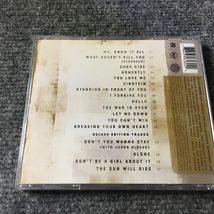 MR. KNOW IT ALL
WHAT DOESN'T KILL YOU
(STRONGER)
DARK SIDE
HONESTLY
YOU LOVE ME
EINSTEIN
STANDING IN FRONT OF YOU
I FORGIVE YOU
HELLO
THE WAR IS OVER
LET ME DOWN
YOU CAN'T WIN
BREAKING YOUR OWN HEART
DELUXE EDITION TRACKS
DON'T YOU WANNA STAY
(WITH JASON ALDEAN)
ALONE
DON'T BE A GIRL ABOUT IT
THE SUN WILL RISE